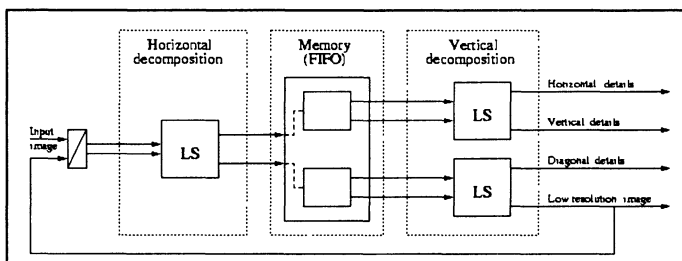 Horizontal
decomposition
Memory
(FIFO)
Vertical
decomposition
Input
image
LS
LS
LS
Horizontal details
Vertical details
Diagonal details
Low resolution image